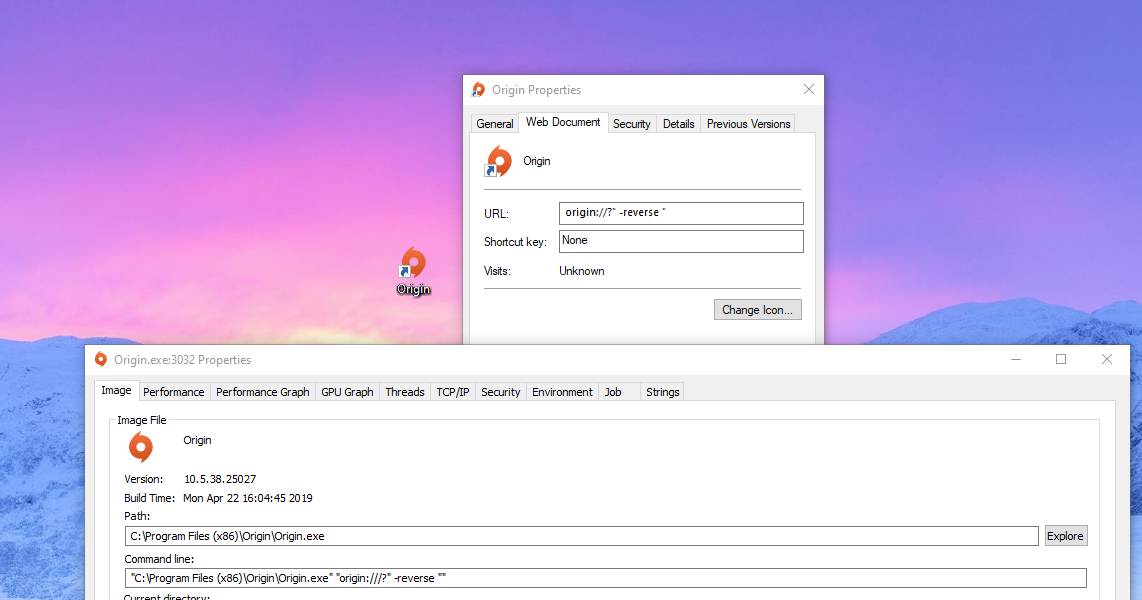 Origin Properties
General Web Document Security Details Previous Versions
Origin
URL: origin://?" -reverse "
Shortcut key: None
Visits: Unknown
Change Icon...
Origin
Origin.exe:3032 Properties
Image Performance Performance Graph GPU Graph Threads TCP/IP Security Environment Job Strings
Image File
Origin
Version: 10.5.38.25027
Build Time: Mon Apr 22 16:04:45 2019
Path:
C:\Program Files (x86)\Origin\Origin.exe Explore
Command line:
"C:\Program Files (x86)\Origin\Origin.exe" "origin:///?" -reverse ""
Current directory: